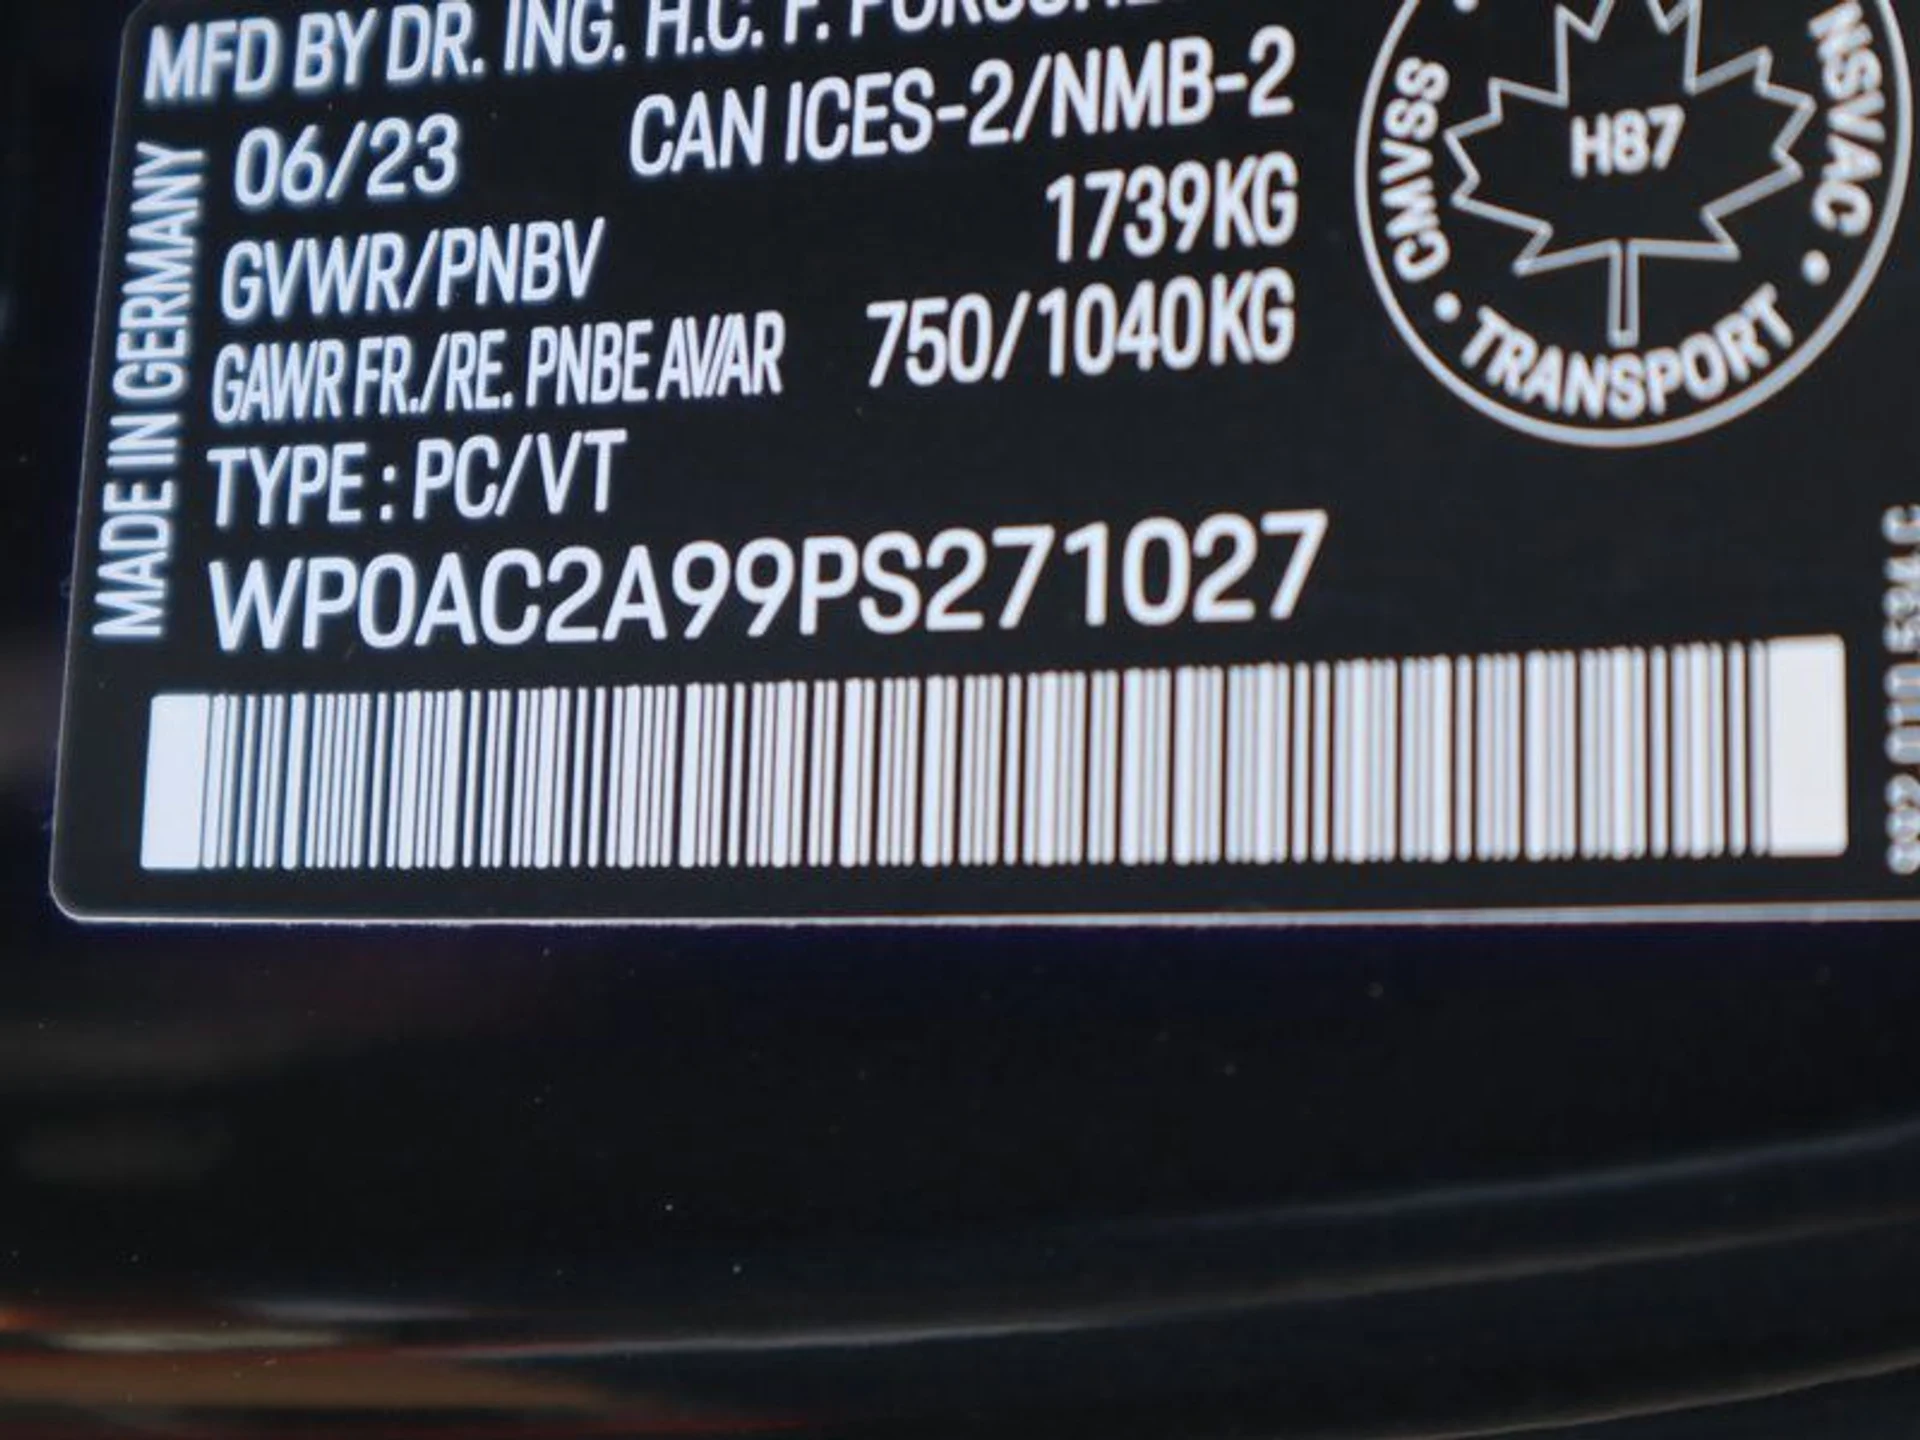 MFD BY DR. ING. H.C. F.
06/23 CAN ICES-2/NMB-2
GVWR/PNBV 1739KG
GAWR FR./RE. PNBE AV/AR 750/1040KG
TYPE : PC/VT
WP0AC2A99PS271027
MADE IN GERMANY
CMVSS
NSVAC
H87
• TRANSPORT •